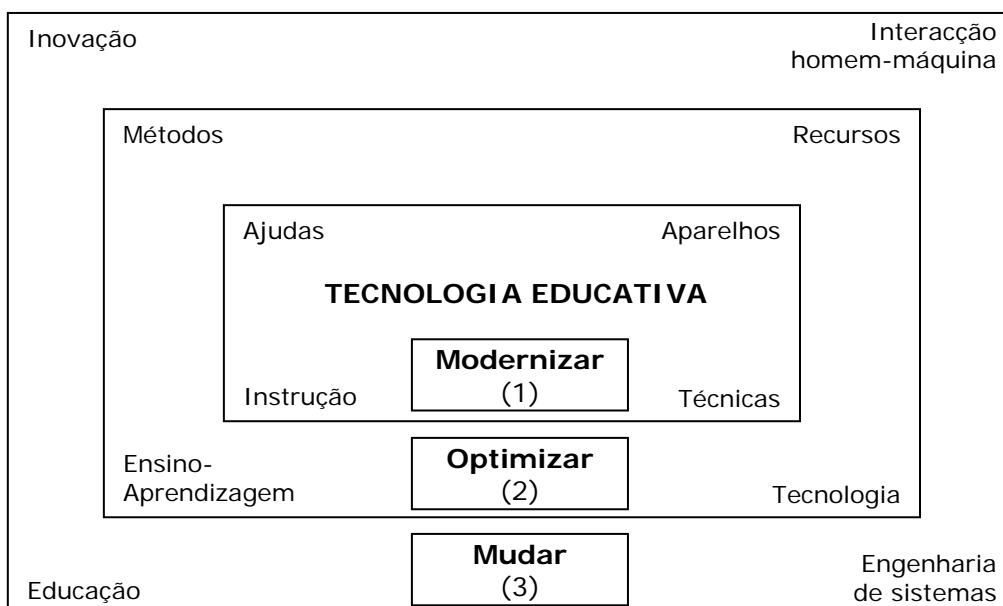 Inovação
Interacção
homem-máquina
Métodos
Recursos
Ajudas
Aparelhos
TECNOLOGIA EDUCATIVA
Modernizar
(1)
Instrução
Técnicas
Optimizar
(2)
Ensino-
Aprendizagem
Tecnologia
Mudar
(3)
Educação
Engenharia
de sistemas